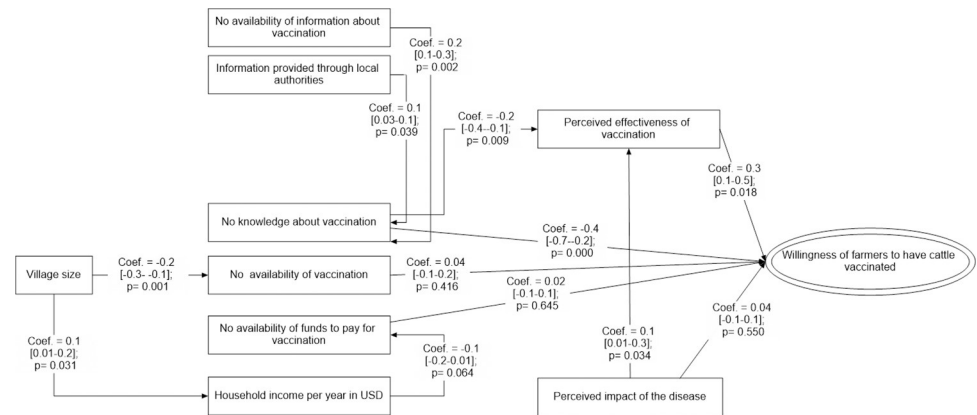 No availability of information about
vaccination
Coef. = 0.2
[0.1-0.3];
p= 0.002
Information provided through local
authorities
Coef. = 0.1
[0.03-0.1];
p= 0.039
Coef. = -0.2
[-0.4--0.1];
p= 0.009
Perceived effectiveness of
vaccination
Coef. = 0.3
[0.1-0.5];
p= 0.018
No knowledge about vaccination
Coef. = -0.4
[-0.7--0.2];
p= 0.000
Village size
Coef. = -0.2
[-0.3- -0.1];
p= 0.001
No availability of vaccination
Coef. = 0.04
[-0.1-0.2];
p= 0.416
Willingness of farmers to have cattle
vaccinated
Coef. = 0.02
[-0.1-0.1];
p= 0.645
No availability of funds to pay for
vaccination
Coef. = 0.04
[-0.1-0.1];
p= 0.550
Coef. = 0.1
[0.01-0.2];
p= 0.031
Coef. = -0.1
[-0.2-0.01];
p= 0.064
Coef. = 0.1
[0.01-0.3];
p= 0.034
Household income per year in USD
Perceived impact of the disease